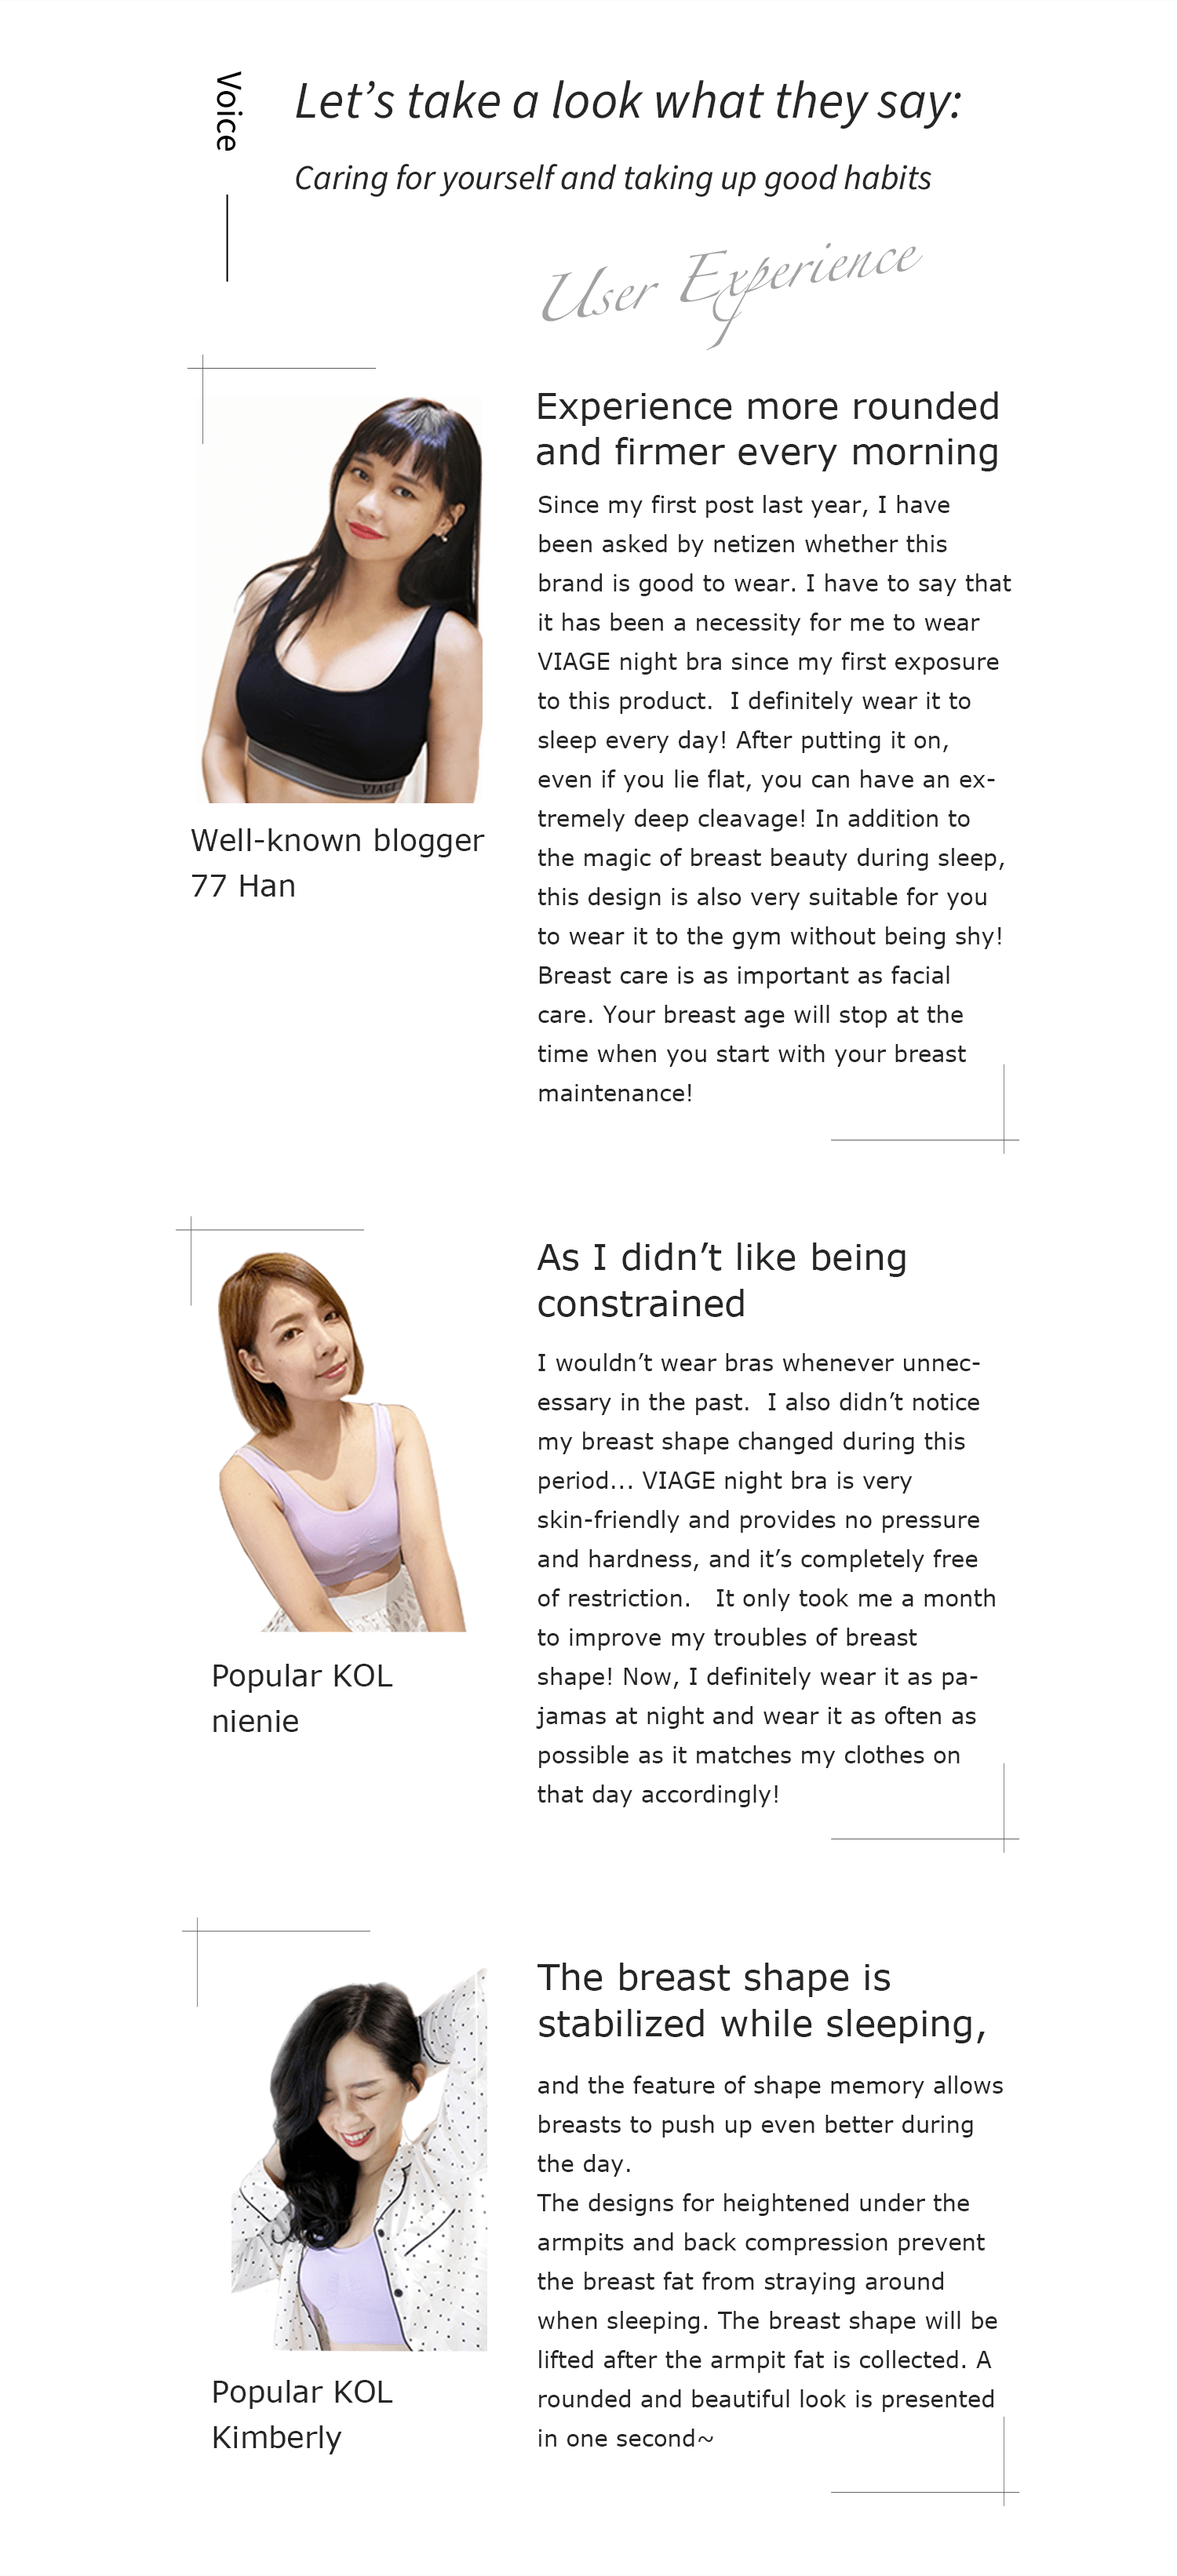 Voice
Let’s take a look what they say:
Caring for yourself and taking up good habits
User Experience
Experience more rounded
and firmer every morning
Since my first post last year, I have
been asked by netizen whether this
brand is good to wear. I have to say that
it has been a necessity for me to wear
VIAGE night bra since my first exposure
to this product.  I definitely wear it to
sleep every day! After putting it on,
even if you lie flat, you can have an ex-
tremely deep cleavage! In addition to
the magic of breast beauty during sleep,
this design is also very suitable for you
to wear it to the gym without being shy!
Breast care is as important as facial
care. Your breast age will stop at the
time when you start with your breast
maintenance!
VIAGE
Well-known blogger
77 Han
As I didn’t like being
constrained
I wouldn’t wear bras whenever unnec-
essary in the past.  I also didn’t notice
my breast shape changed during this
period... VIAGE night bra is very
skin-friendly and provides no pressure
and hardness, and it’s completely free
of restriction.   It only took me a month
to improve my troubles of breast
shape! Now, I definitely wear it as pa-
jamas at night and wear it as often as
possible as it matches my clothes on
that day accordingly!
Popular KOL
nienie
The breast shape is
stabilized while sleeping,
and the feature of shape memory allows
breasts to push up even better during
the day.
The designs for heightened under the
armpits and back compression prevent
the breast fat from straying around
when sleeping. The breast shape will be
lifted after the armpit fat is collected. A
rounded and beautiful look is presented
in one second~
Popular KOL
Kimberly